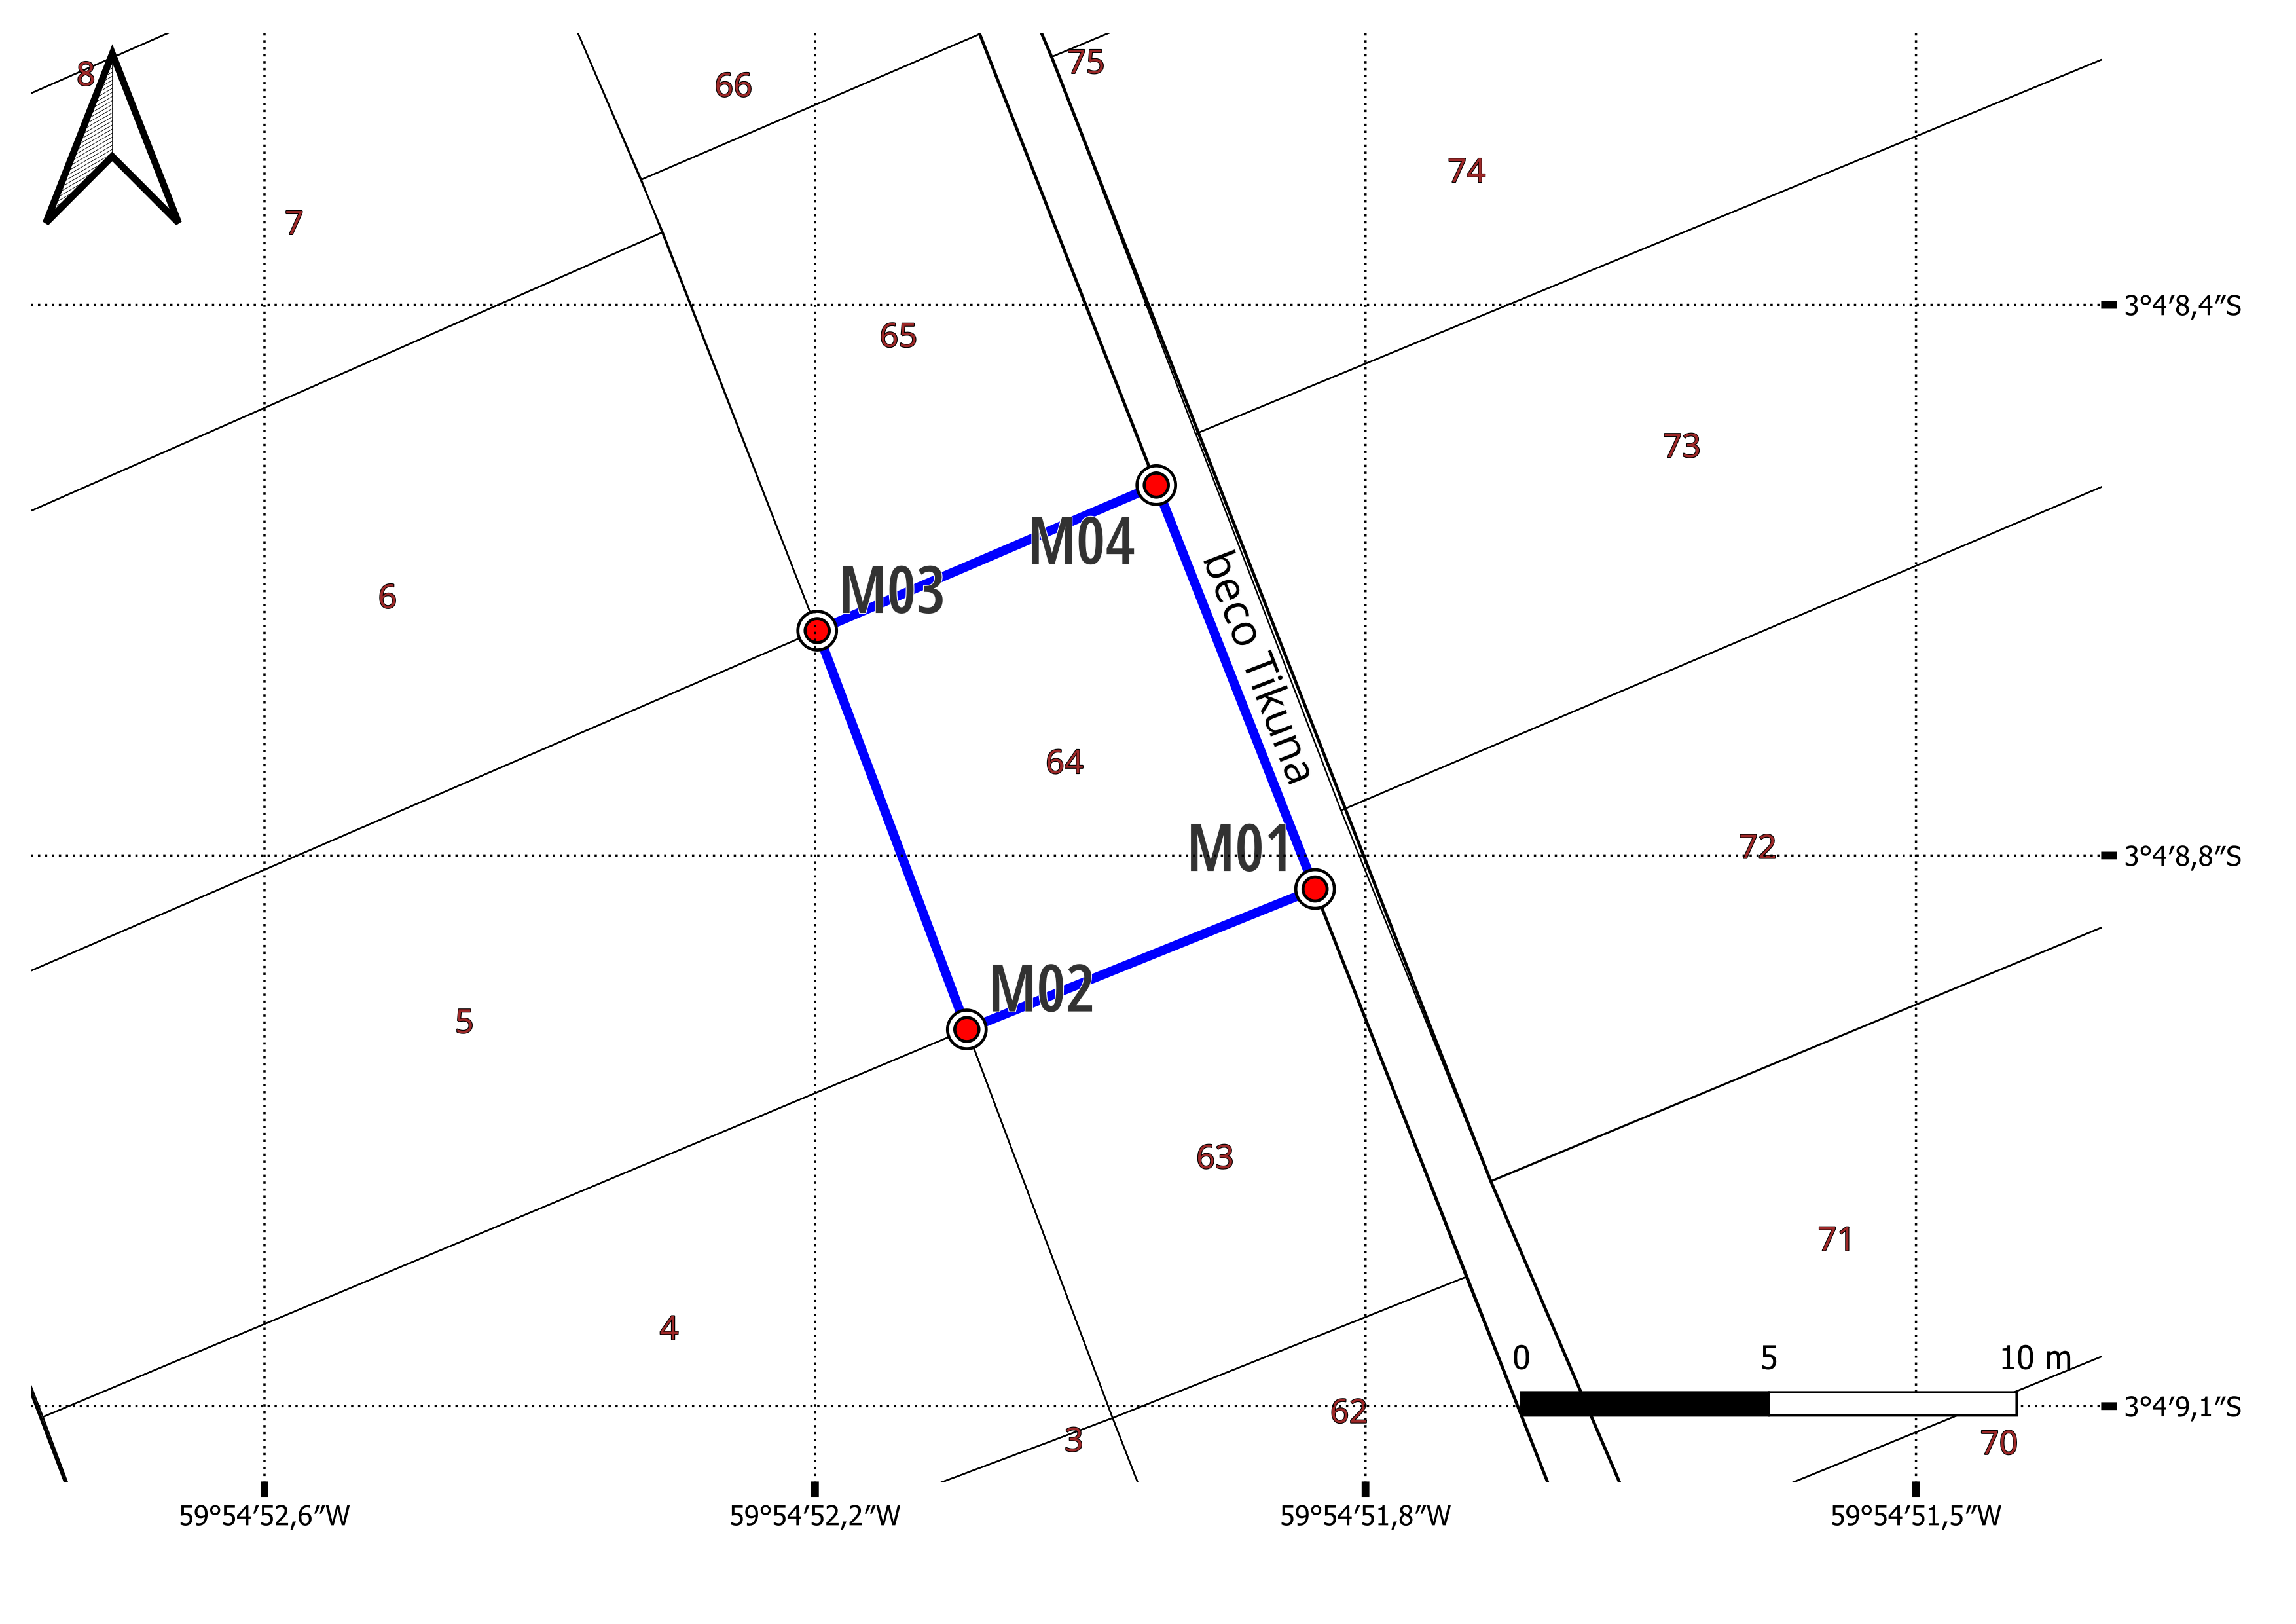 75
8
66
74
7
3°4′8,4″S
65
73
M04
M03
6
beco Tikuna
64
M01
72
3°4′8,8″S
M02
5
63
71
4
0 5 10 m
62
3°4′9,1″S
3
70
59°54′52,6″W 59°54′52,2″W 59°54′51,8″W 59°54′51,5″W